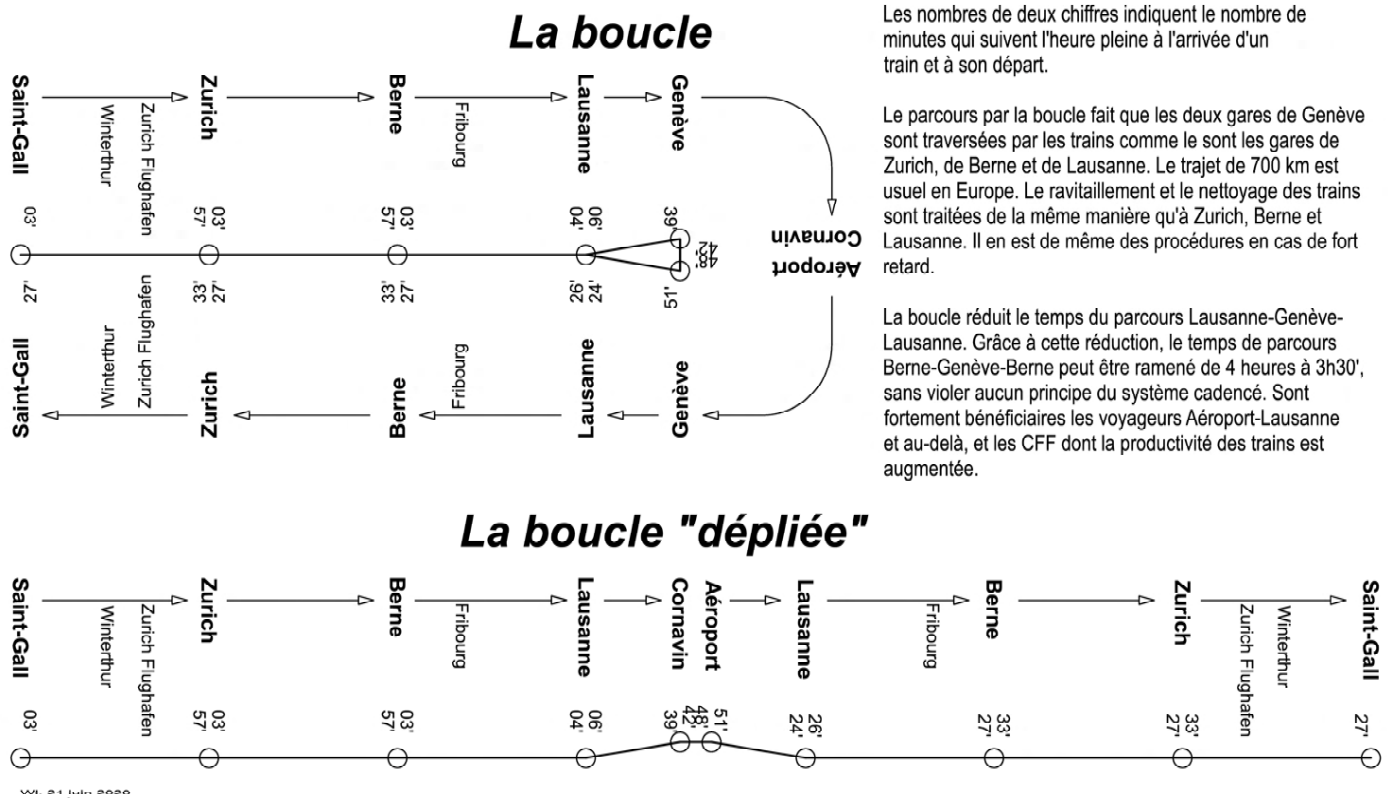 La boucle
Les nombres de deux chiffres indiquent le nombre de
minutes qui suivent l'heure pleine à l'arrivée d'un
train et à son départ.
Le parcours par la boucle fait que les deux gares de Genève
sont traversées par les trains comme le sont les gares de
Zurich, de Berne et de Lausanne. Le trajet de 700 km est
usuel en Europe. Le ravitaillement et le nettoyage des trains
sont traitées de la même manière qu'à Zurich, Berne et
Lausanne. Il en est de même des procédures en cas de fort
retard.
La boucle réduit le temps du parcours Lausanne-Genève-
Lausanne. Grâce à cette réduction, le temps de parcours
Berne-Genève-Berne peut être ramené de 4 heures à 3h30',
sans violer aucun principe du système cadencé. Sont
fortement bénéficiaires les voyageurs Aéroport-Lausanne
et au-delà, et les CFF dont la productivité des trains est
augmentée.
Saint-Gall
Winterthur
Zurich Flughafen
Zurich
Berne
Fribourg
Lausanne
Genève
03'
03'
57'
03'
57'
06'
04'
39'
42'
48'
Cornavin
Aéroport
27'
33'
27'
33'
27'
26'
24'
51'
Saint-Gall
Winterthur
Zurich Flughafen
Zurich
Berne
Fribourg
Lausanne
Genève
La boucle "dépliée"
Saint-Gall
Winterthur
Zurich Flughafen
Zurich
Berne
Fribourg
Lausanne
Cornavin
Aéroport
Lausanne
Fribourg
Berne
Zurich
Zurich Flughafen
Winterthur
Saint-Gall
03'
57'
03'
57'
03'
04'
06'
39'
42'
48'
51'
24'
26'
27'
33'
27'
33'
27'